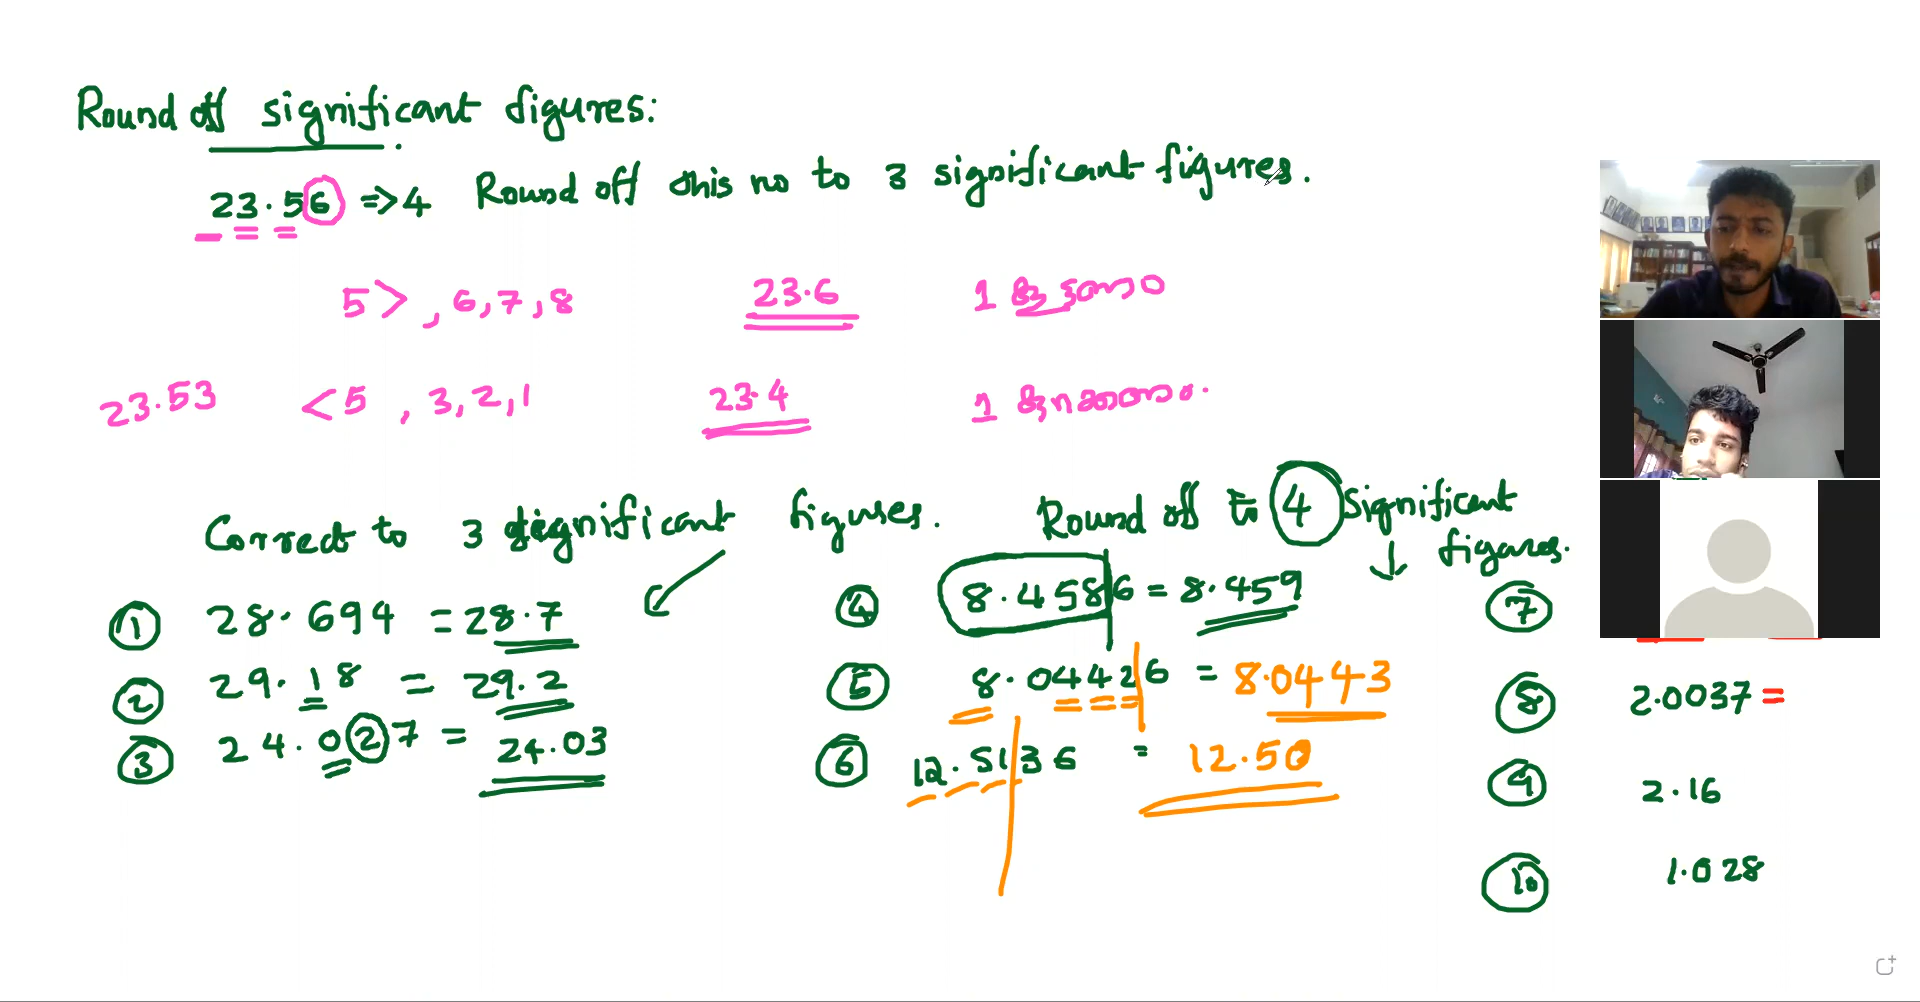 Round off significant figures:
23.56 => 4 Round off this no to 3 significant figures.
5 > , 6, 7, 8 23.6 1
23.53 < 5 , 3, 2, 1 23.4 1
Correct to 3 significant figures. Round off to 4 significant figures.
① 28.694 = 28.7 ④ 8.4586 = 8.459 ⑦
② 29.18 = 29.2 ⑤ 8.04426 = 8.0443 ⑧ 2.0037 =
③ 24.027 = 24.03 ⑥ 12.5136 = 12.50 ⑨ 2.16
⑩ 1.028